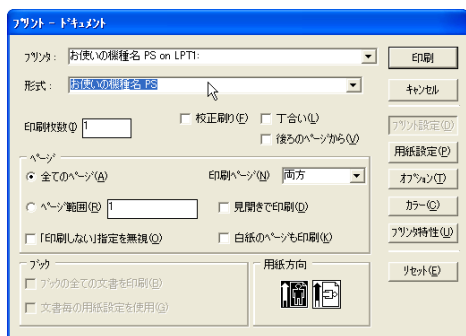 プリント - ドキュメント
プリンタ: お使いの機種名 PS on LPT1:
印刷
形式: お使いの機種名 PS
キャンセル
印刷枚数(I) 1
校正刷り(F)
丁合い(L)
後ろのページから(V)
プリント設定(D)
ページ
用紙設定(P)
全てのページ(A)
印刷ページ(N) 両方
オプション(T)
ページ範囲(R) 1
見開きで印刷(D)
カラー(C)
「印刷しない」指定を無視(O)
白紙のページも印刷(K)
プリンタ特性(U)
ブック
用紙方向
ブックの全ての文書を印刷(B)
文書毎の用紙設定を使用(G)
リセット(E)